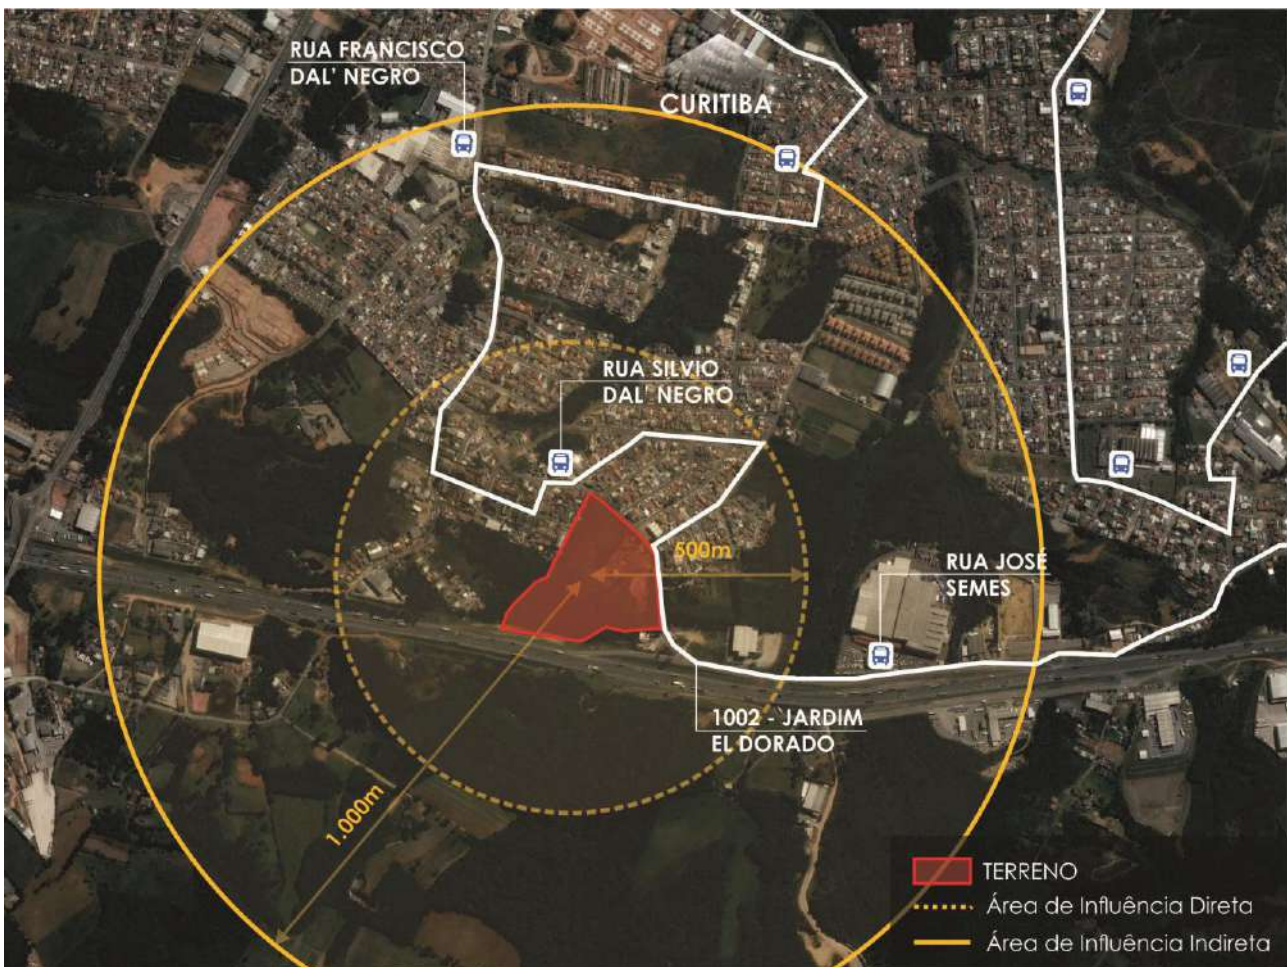 RUA FRANCISCO
DAL' NEGRO
CURITIBA
RUA SILVIO
DAL' NEGRO
500m
RUA JOSÉ
SEMES
1002 - JARDIM
EL DORADO
1.000m
TERRENO
Área de Influência Direta
Área de Influência Indireta